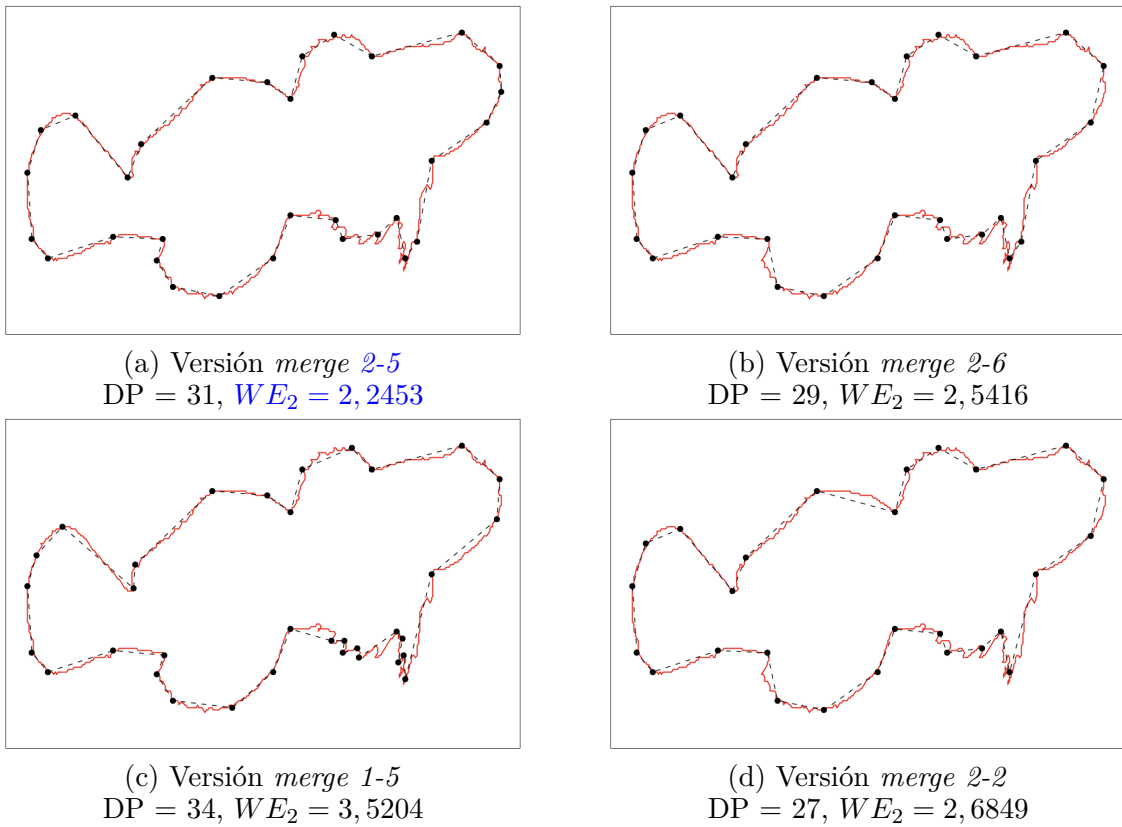 (a) Versión merge 2-5
DP = 31, WE₂ = 2,2453
(b) Versión merge 2-6
DP = 29, WE₂ = 2,5416
(c) Versión merge 1-5
DP = 34, WE₂ = 3,5204
(d) Versión merge 2-2
DP = 27, WE₂ = 2,6849